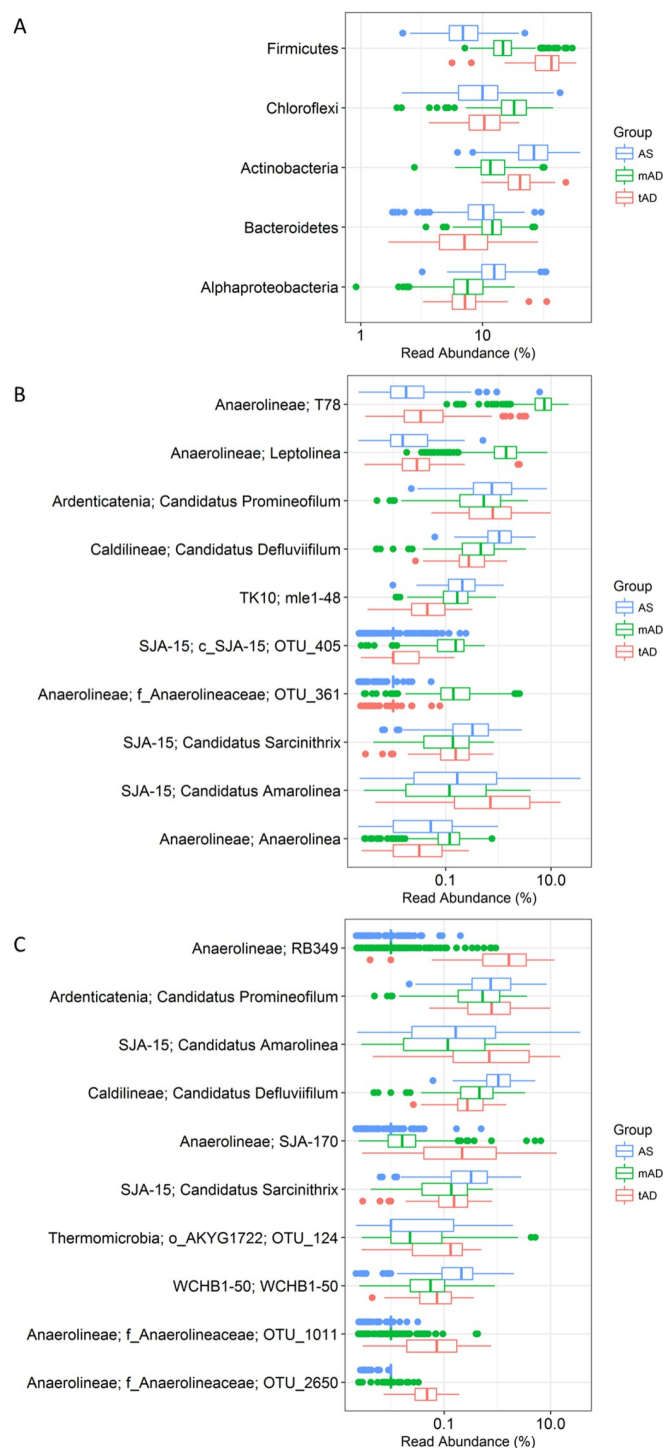 A
Firmicutes
Chloroflexi
Actinobacteria
Bacteroidetes
Alphaproteobacteria
1
10
Read Abundance (%)
Group
AS
mAD
tAD
B
Anaerolineae; T78
Anaerolineae; Leptolinea
Ardenticatenia; Candidatus Promineofilum
Caldilineae; Candidatus Defluviifilum
TK10; mle1-48
SJA-15; c_SJA-15; OTU_405
Anaerolineae; f_Anaerolineaceae; OTU_361
SJA-15; Candidatus Sarcinithrix
SJA-15; Candidatus Amarolinea
Anaerolineae; Anaerolinea
0.1
10.0
Read Abundance (%)
Group
AS
mAD
tAD
C
Anaerolineae; RB349
Ardenticatenia; Candidatus Promineofilum
SJA-15; Candidatus Amarolinea
Caldilineae; Candidatus Defluviifilum
Anaerolineae; SJA-170
SJA-15; Candidatus Sarcinithrix
Thermomicrobia; o_AKYG1722; OTU_124
WCHB1-50; WCHB1-50
Anaerolineae; f_Anaerolineaceae; OTU_1011
Anaerolineae; f_Anaerolineaceae; OTU_2650
0.1
10.0
Read Abundance (%)
Group
AS
mAD
tAD